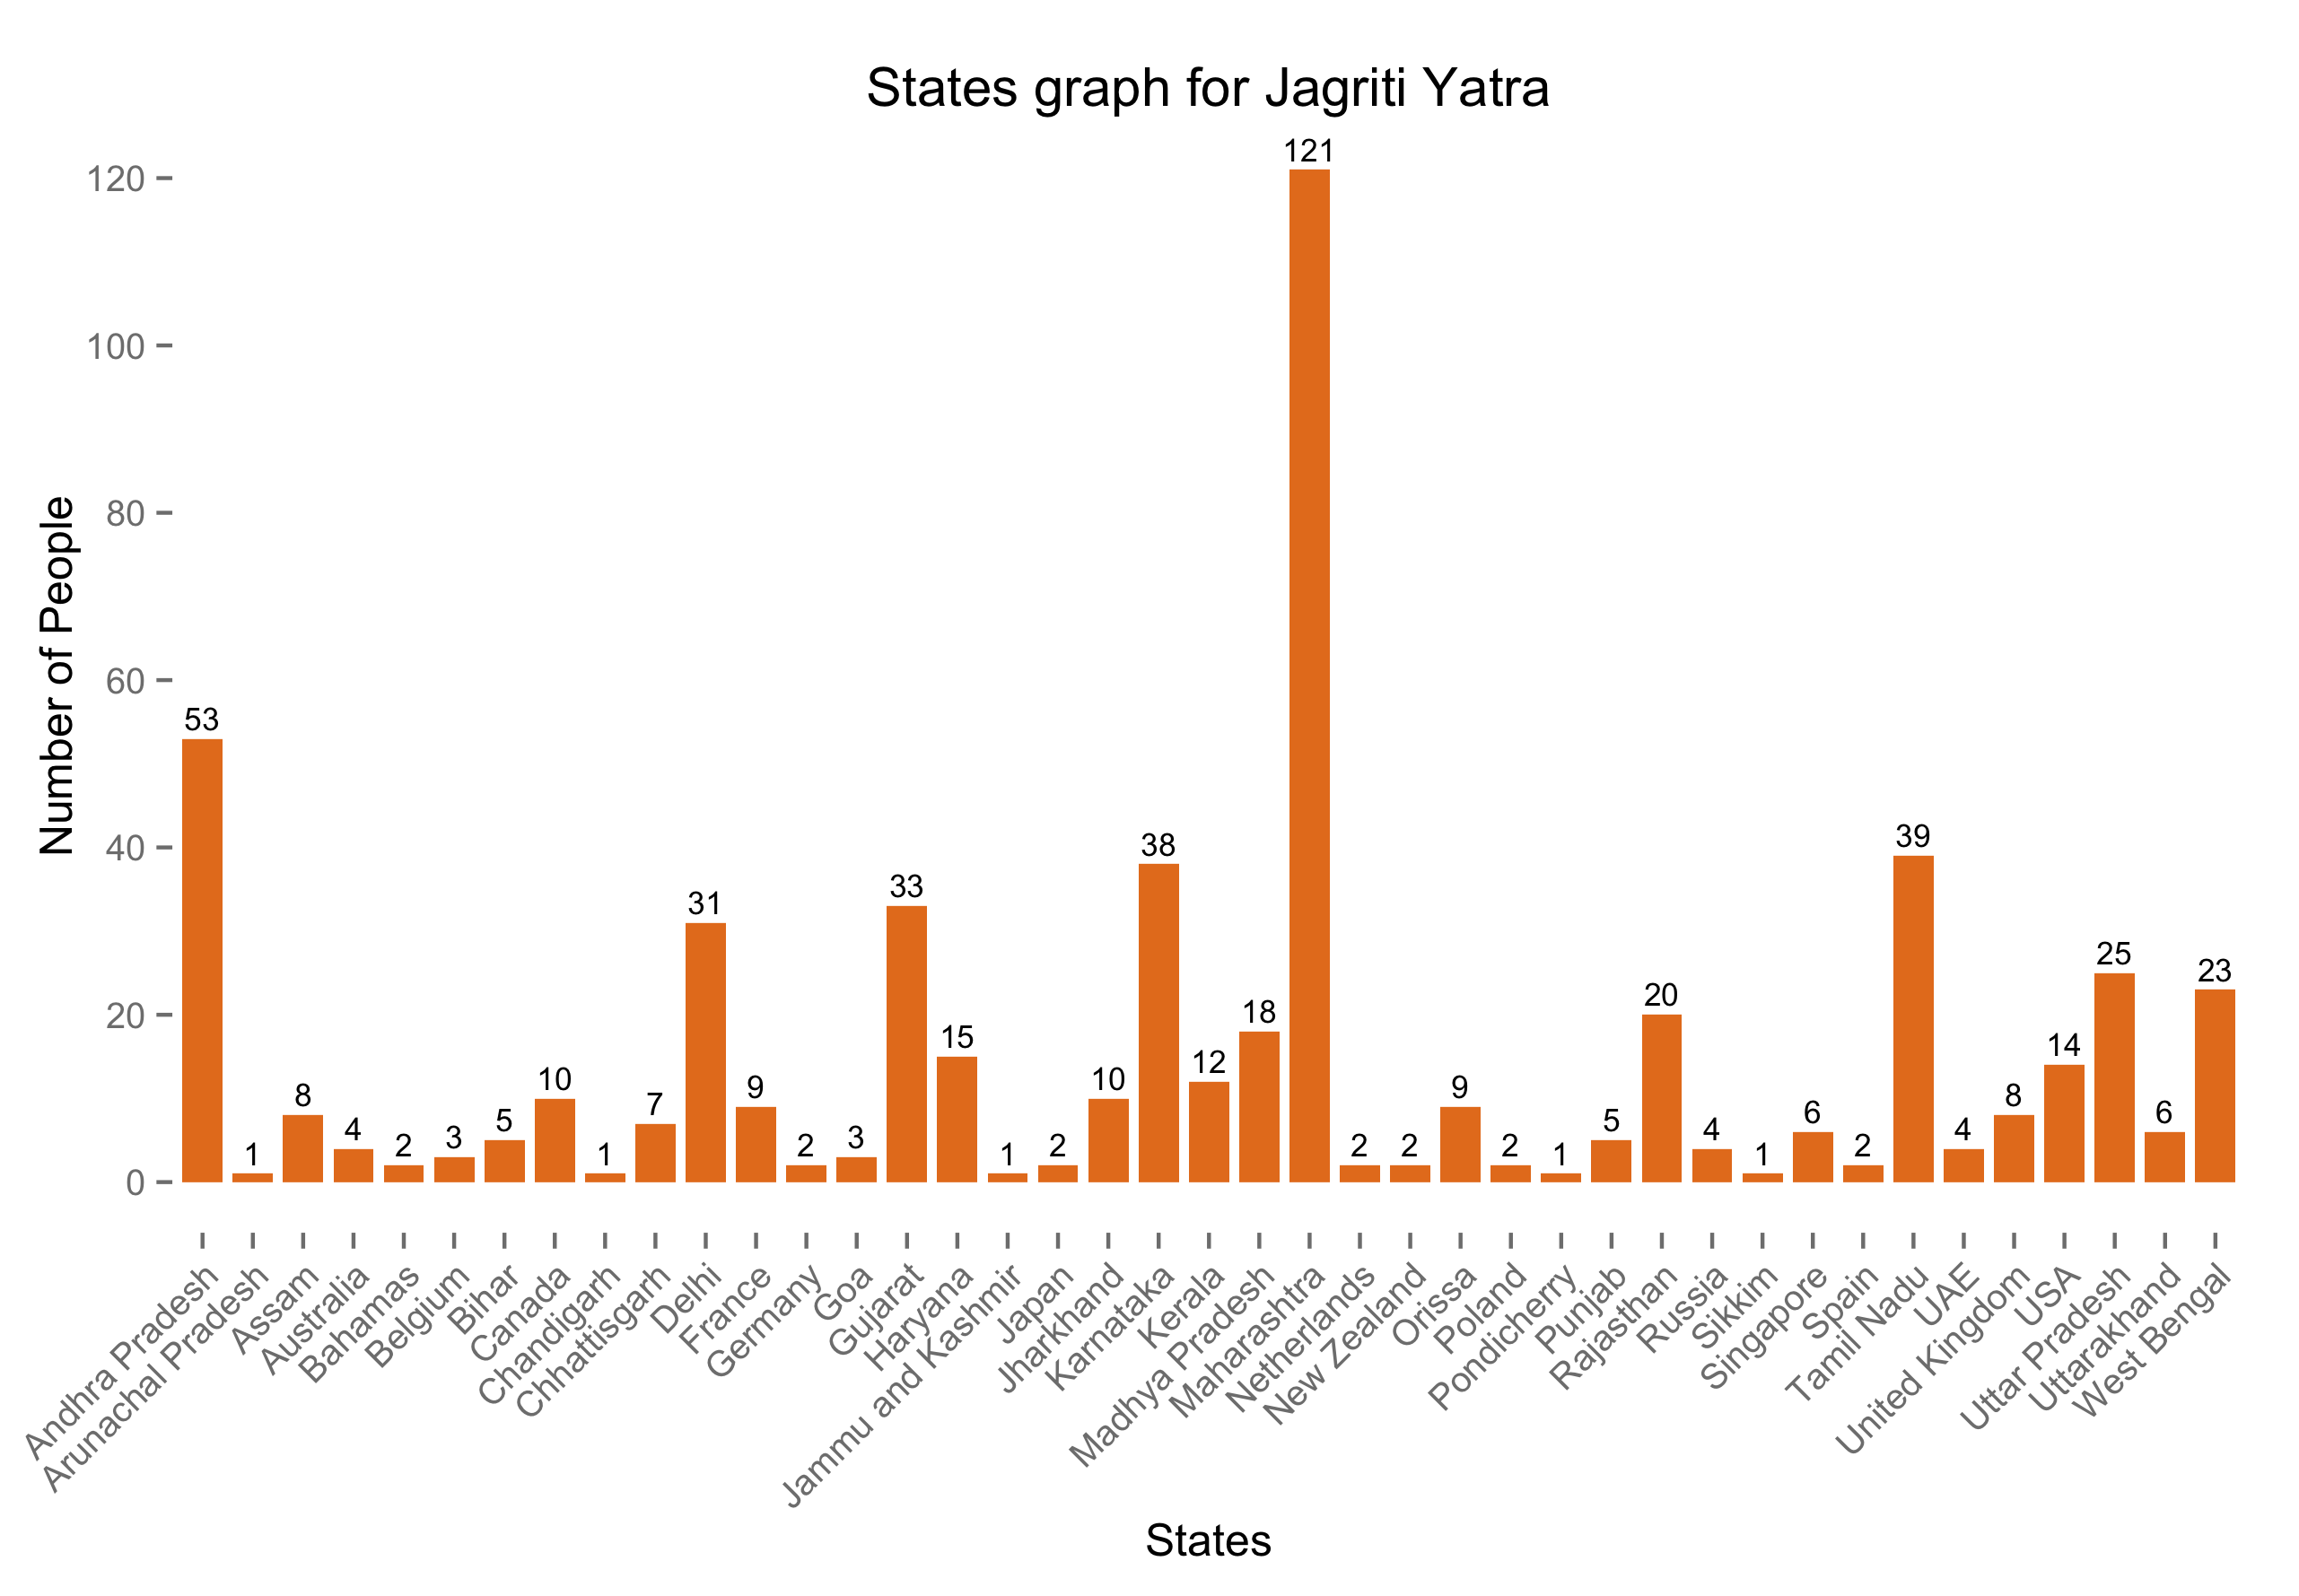 States graph for Jagriti Yatra
Number of People
120
100
80
60
40
20
0
53
1
8
4
2
3
5
10
1
7
31
9
2
3
33
15
1
2
10
38
12
18
121
2
2
9
2
1
5
20
4
1
6
2
39
4
8
14
25
6
23
Andhra Pradesh
Arunachal Pradesh
Assam
Australia
Bahamas
Belgium
Bihar
Canada
Chandigarh
Chhattisgarh
Delhi
France
Germany
Goa
Gujarat
Haryana
Jammu and Kashmir
Japan
Jharkhand
Karnataka
Kerala
Madhya Pradesh
Maharashtra
Netherlands
New Zealand
Orissa
Poland
Pondicherry
Punjab
Rajasthan
Russia
Sikkim
Singapore
Spain
Tamil Nadu
UAE
United Kingdom
USA
Uttar Pradesh
Uttarakhand
West Bengal
States